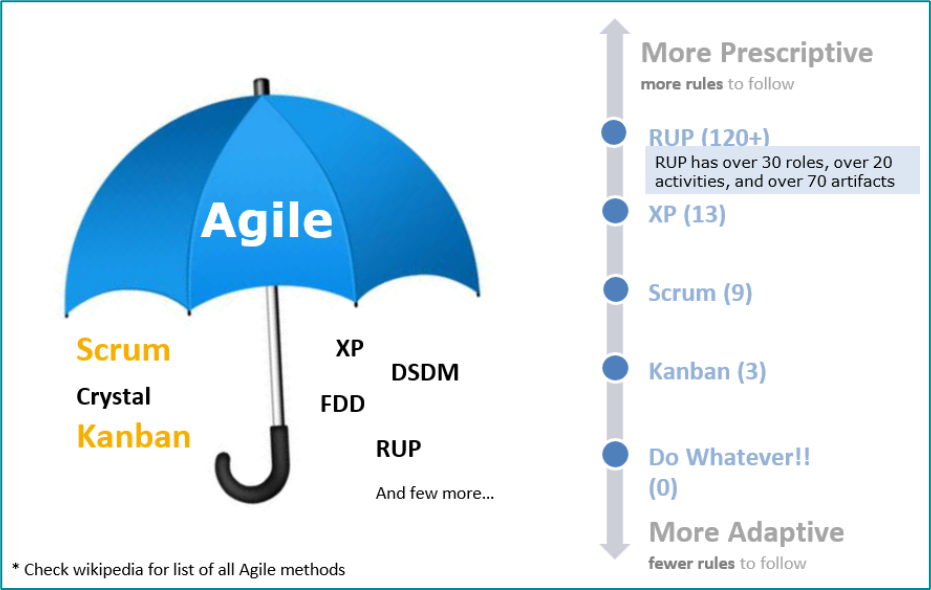 Agile
Scrum
Crystal
Kanban
XP
DSDM
FDD
RUP
And few more...
* Check wikipedia for list of all Agile methods
More Prescriptive
more rules to follow
RUP (120+)
RUP has over 30 roles, over 20
activities, and over 70 artifacts
XP (13)
Scrum (9)
Kanban (3)
Do Whatever!!
(0)
More Adaptive
fewer rules to follow